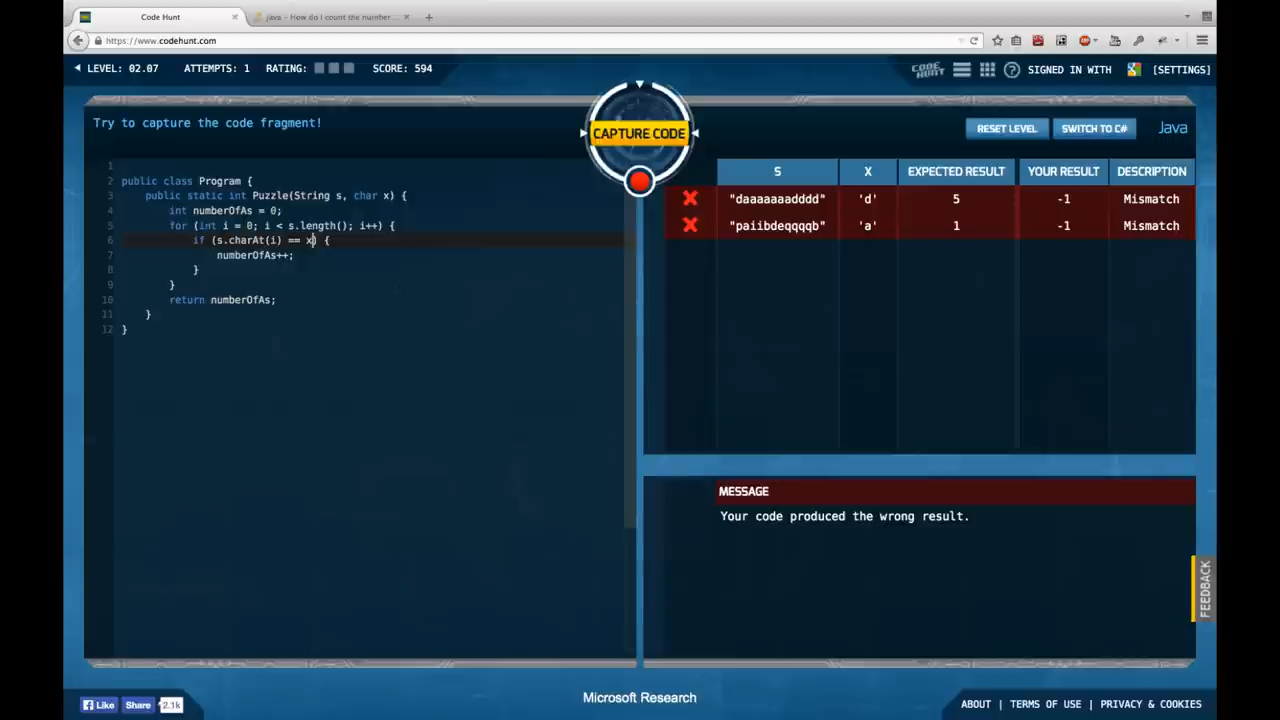 Code Hunt
java - How do I count the number...
https://www.codehunt.com
LEVEL: 02.07 ATTEMPTS: 1 RATING: SCORE: 594
CODE HUNT
SIGNED IN WITH [SETTINGS]
Try to capture the code fragment!
CAPTURE CODE
RESET LEVEL SWITCH TO C# Java
1
2 public class Program {
3 public static int Puzzle(String s, char x) {
4 int numberOfAs = 0;
5 for (int i = 0; i < s.length(); i++) {
6 if (s.charAt(i) == x) {
7 numberOfAs++;
8 }
9 }
10 return numberOfAs;
11 }
12 }
S X EXPECTED RESULT YOUR RESULT DESCRIPTION
"daaaaaaadddd" 'd' 5 -1 Mismatch
"paiibdeqqqqb" 'a' 1 -1 Mismatch
MESSAGE
Your code produced the wrong result.
FEEDBACK
Like Share 2.1k
Microsoft Research
ABOUT | TERMS OF USE | PRIVACY & COOKIES